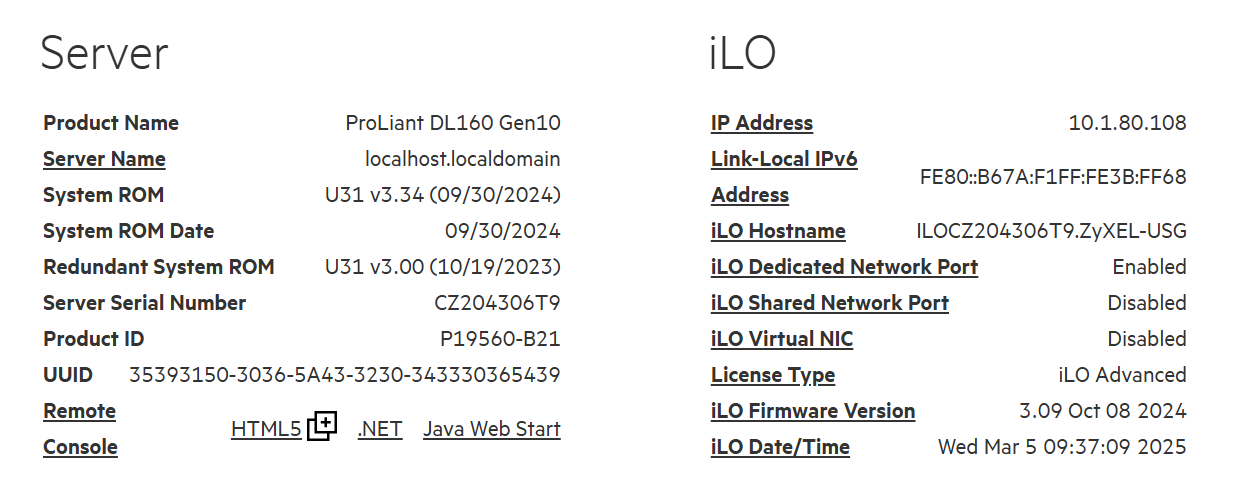 Server
Product Name ProLiant DL160 Gen10
Server Name localhost.localdomain
System ROM U31 v3.34 (09/30/2024)
System ROM Date 09/30/2024
Redundant System ROM U31 v3.00 (10/19/2023)
Server Serial Number CZ204306T9
Product ID P19560-B21
UUID 35393150-3036-5A43-3230-343330365439
Remote
Console
HTML5 .NET Java Web Start
iLO
IP Address 10.1.80.108
Link-Local IPv6
Address
FE80::B67A:F1FF:FE3B:FF68
iLO Hostname ILOCZ204306T9.ZyXEL-USG
iLO Dedicated Network Port Enabled
iLO Shared Network Port Disabled
iLO Virtual NIC Disabled
License Type iLO Advanced
iLO Firmware Version 3.09 Oct 08 2024
iLO Date/Time Wed Mar 5 09:37:09 2025